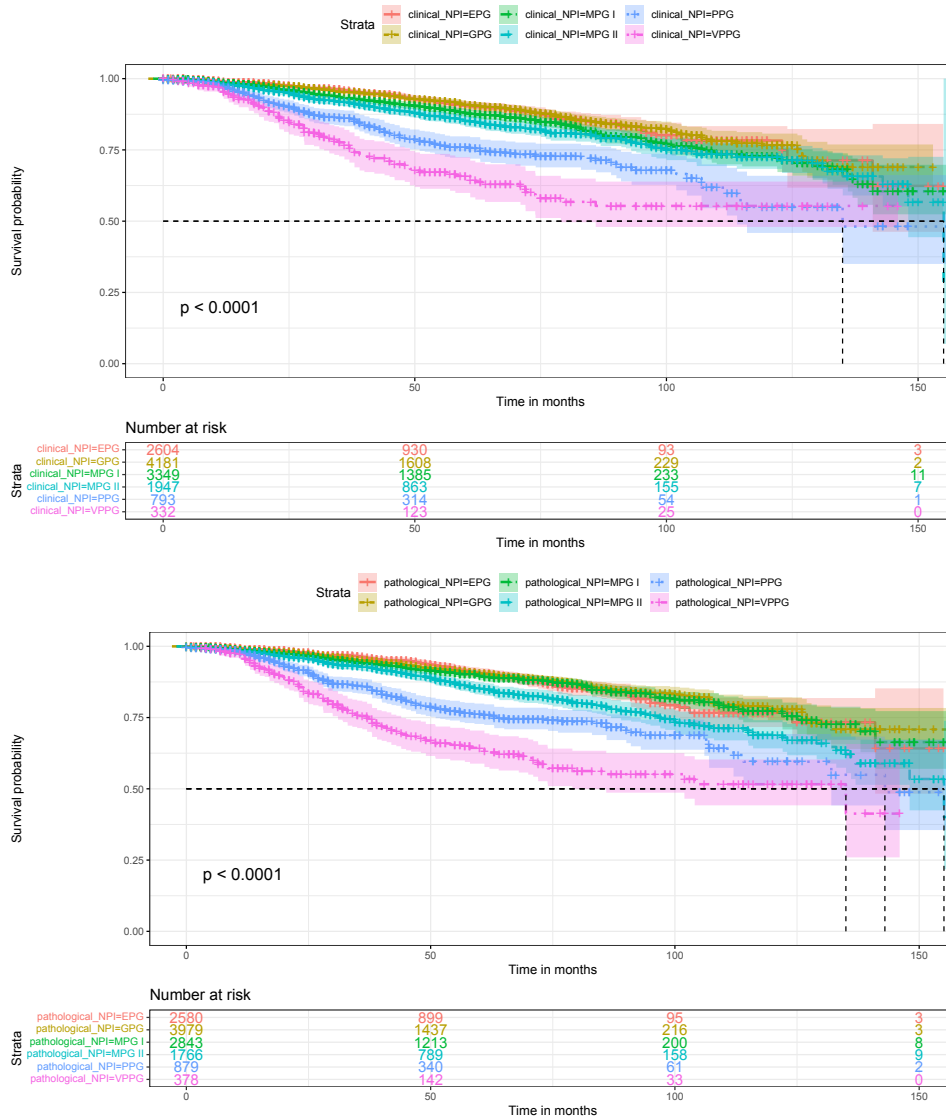 Strata clinical_NPI=EPG clinical_NPI=MPG I clinical_NPI=PPG
clinical_NPI=GPG clinical_NPI=MPG II clinical_NPI=VPPG
Survival probability
1.00
0.75
0.50
0.25
0.00
p < 0.0001
0 50 100 150
Time in months
Number at risk
Strata
clinical_NPI=EPG 2604 930 93 3
clinical_NPI=GPG 4181 1608 229 2
clinical_NPI=MPG I 3349 1385 233 11
clinical_NPI=MPG II 1947 863 155 7
clinical_NPI=PPG 793 314 54 1
clinical_NPI=VPPG 332 123 25 0
0 50 100 150
Time in months
Strata pathological_NPI=EPG pathological_NPI=MPG I pathological_NPI=PPG
pathological_NPI=GPG pathological_NPI=MPG II pathological_NPI=VPPG
Survival probability
1.00
0.75
0.50
0.25
0.00
p < 0.0001
0 50 100 150
Time in months
Number at risk
Strata
pathological_NPI=EPG 2580 899 95 3
pathological_NPI=GPG 3979 1437 216 3
pathological_NPI=MPG I 2843 1213 200 8
pathological_NPI=MPG II 1766 789 158 9
pathological_NPI=PPG 879 340 61 2
pathological_NPI=VPPG 378 142 33 0
0 50 100 150
Time in months